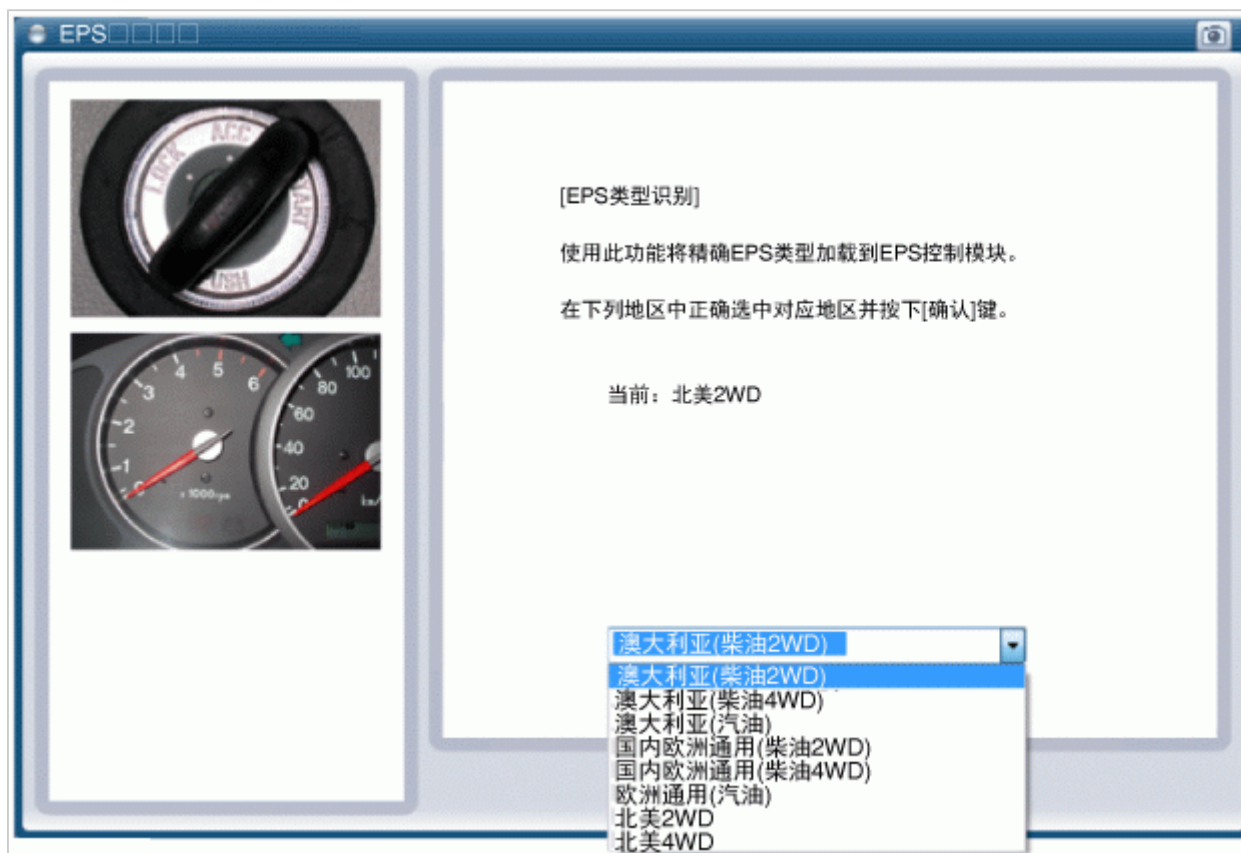 EPS□□□□
LOCK
ACC
START
PUSH
0
1
2
3
4
5
6
x 1000rpm
0
20
40
60
80
100
km/
[EPS类型识别]
使用此功能将精确EPS类型加载到EPS控制模块。
在下列地区中正确选中对应地区并按下[确认]键。
当前：北美2WD
澳大利亚(柴油2WD)
澳大利亚(柴油2WD)
澳大利亚(柴油4WD)
澳大利亚(汽油)
国内欧洲通用(柴油2WD)
国内欧洲通用(柴油4WD)
欧洲通用(汽油)
北美2WD
北美4WD